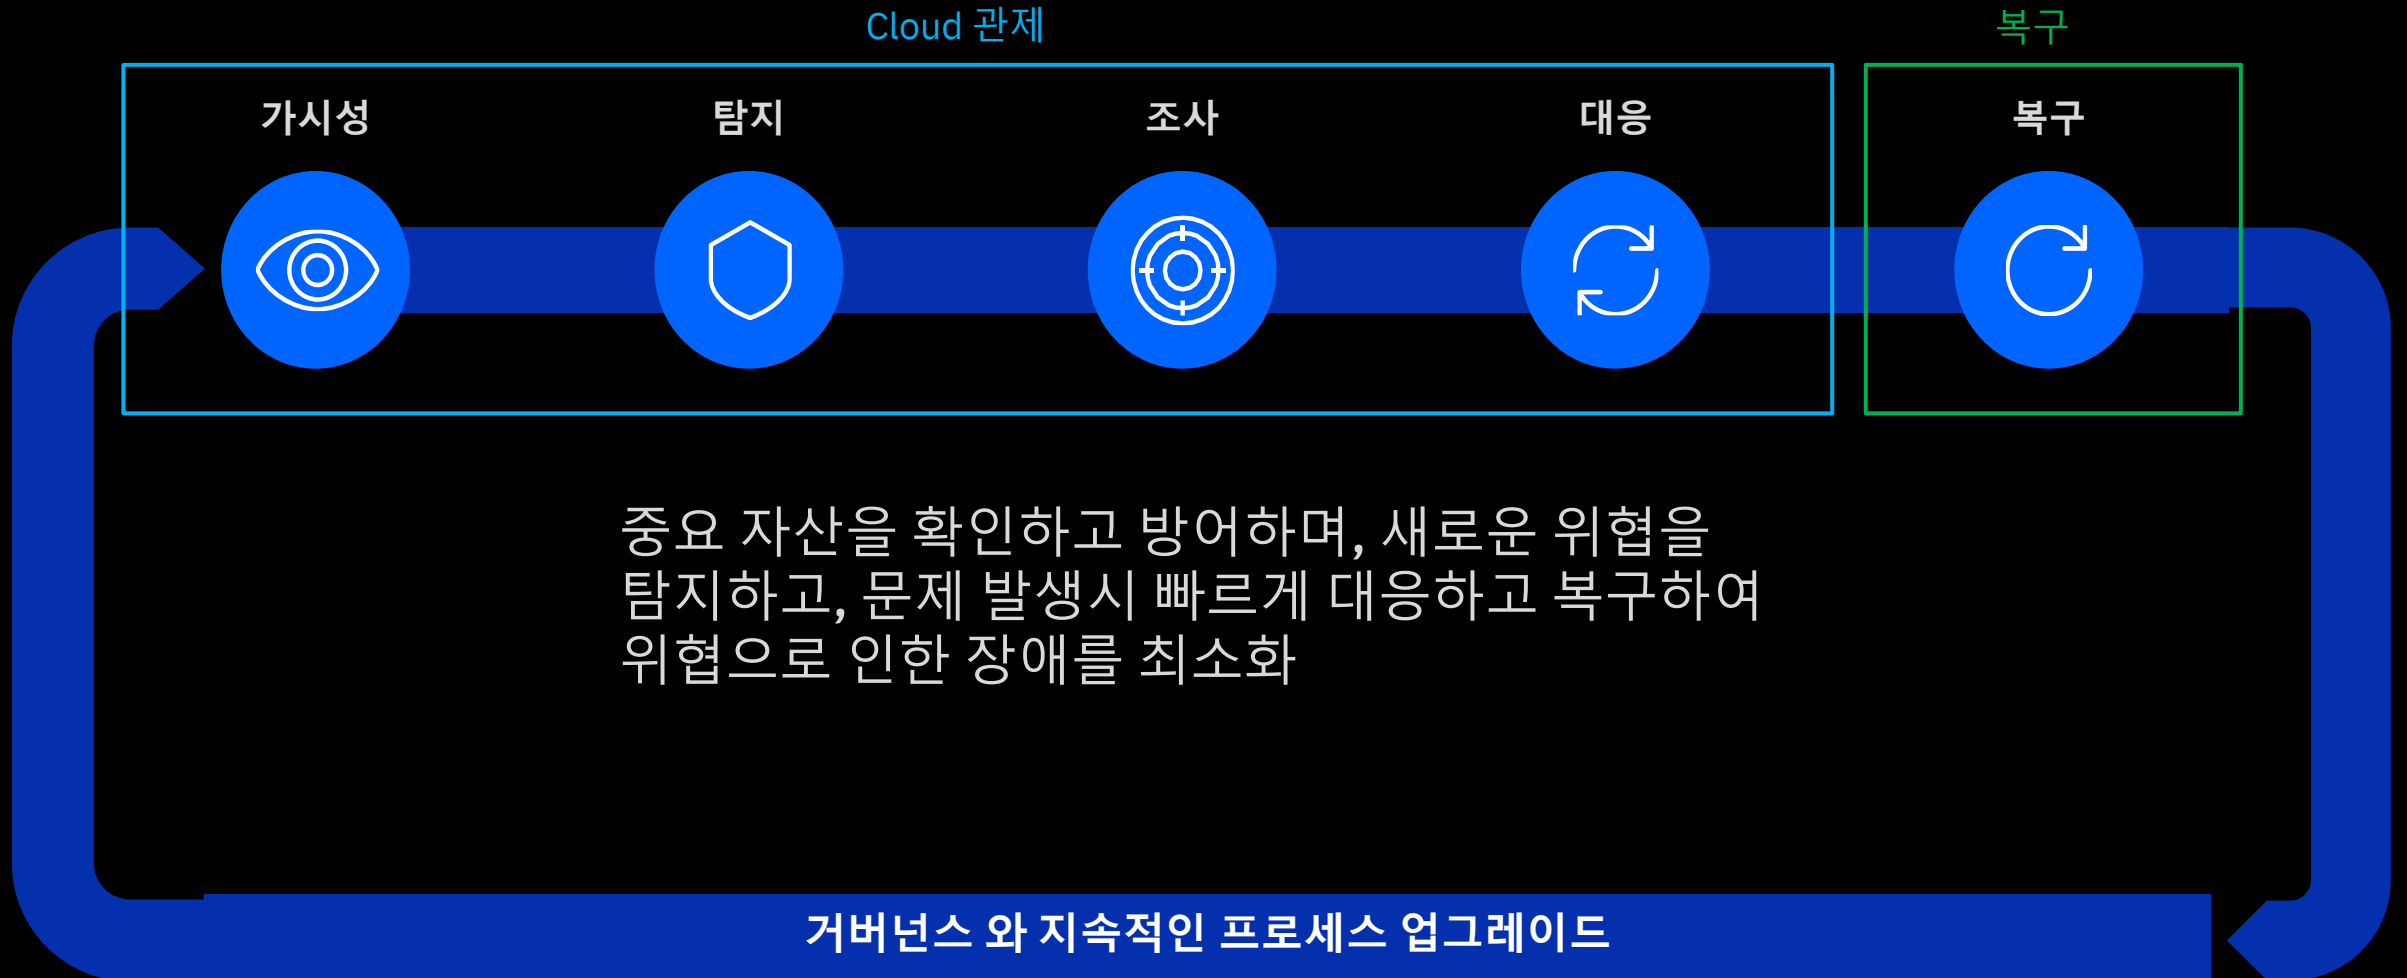 Cloud 관제
복구
가시성
탐지
조사
대응
복구
중요 자산을 확인하고 방어하며, 새로운 위협을
탐지하고, 문제 발생시 빠르게 대응하고 복구하여
위협으로 인한 장애를 최소화
거버넌스 와 지속적인 프로세스 업그레이드